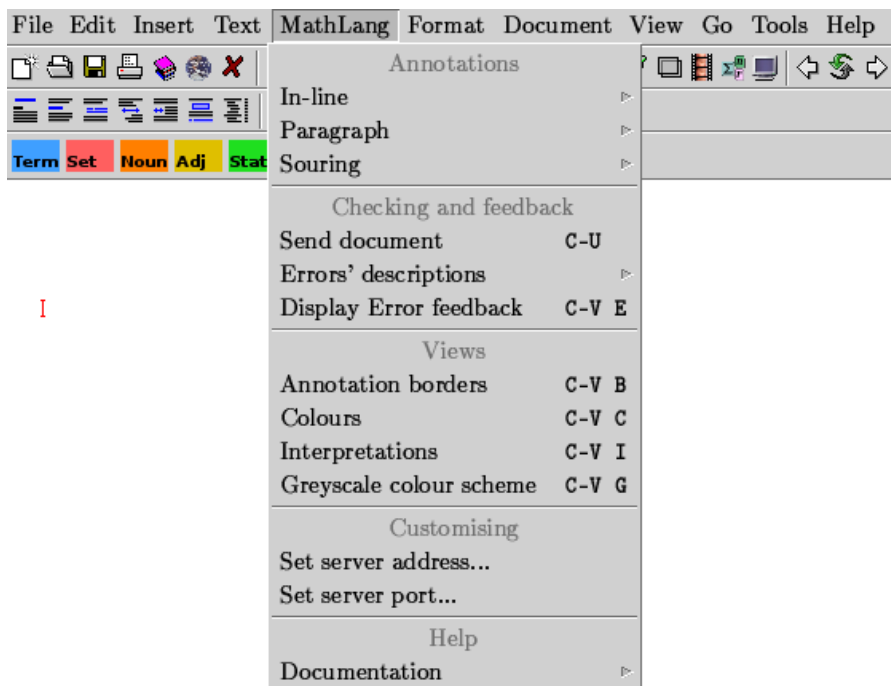 File Edit Insert Text MathLang Format Document View Go Tools Help
Annotations
In-line
Paragraph
Term Set Noun Adj Stat Souring
Checking and feedback
Send document C-U
Errors' descriptions
Display Error feedback C-V E
Views
Annotation borders C-V B
Colours C-V C
Interpretations C-V I
Greyscale colour scheme C-V G
Customising
Set server address...
Set server port...
Help
Documentation